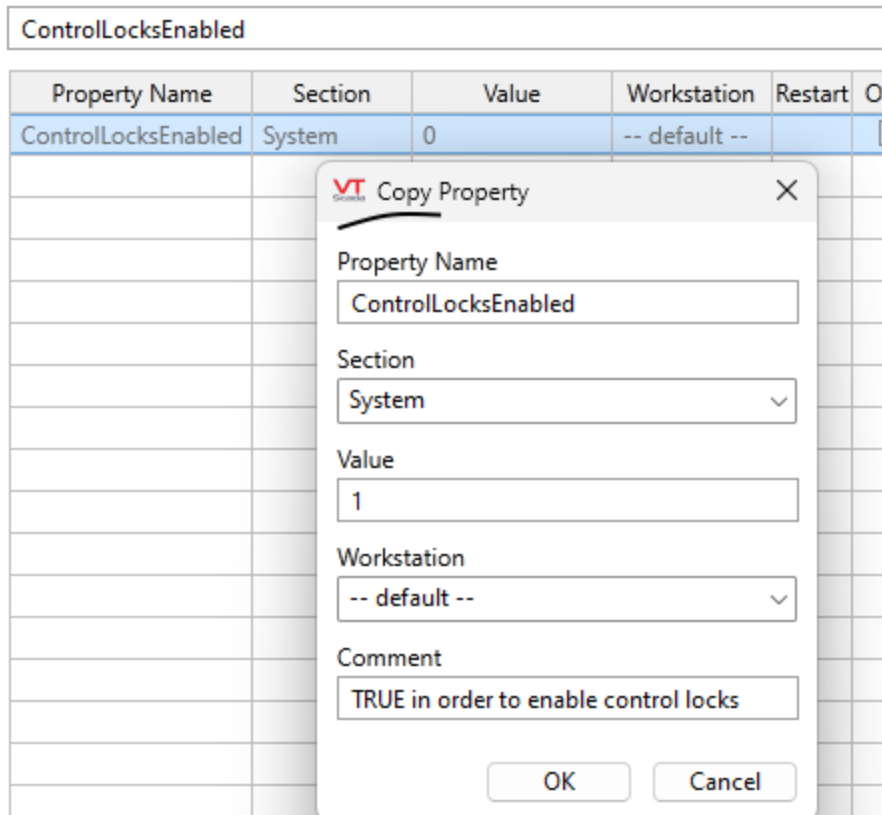 ControlLocksEnabled
Property Name Section Value Workstation Restart O
ControlLocksEnabled System 0 -- default --
VT Scada Copy Property
Property Name
ControlLocksEnabled
Section
System
Value
1
Workstation
-- default --
Comment
TRUE in order to enable control locks
OK Cancel